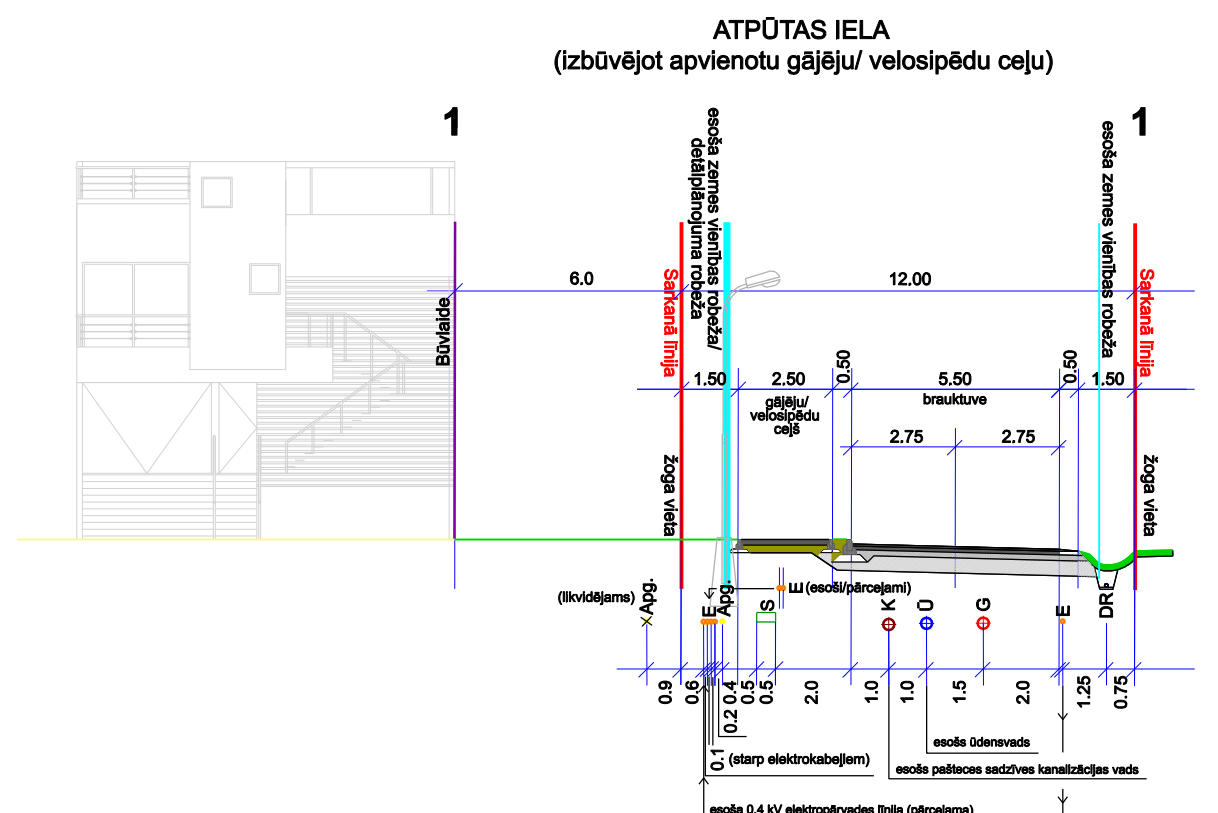 ATPŪTAS IELA
(izbūvējot apvienotu gājēju/ velosipēdu ceļu)
1
1
esoša zemes vienības robeža/
detālplānojuma robeža
esoša zemes vienības robeža
Būvlaide
Sarkanā līnija
Sarkanā līnija
6.0
12.00
1.50
2.50
0.50
5.50
0.50
1.50
gājēju/
velosipēdu
ceļš
brauktuve
2.75
2.75
žoga vieta
žoga vieta
(likvidējams)
Apg.
E
Apg.
S
E (esoši/pārceļami)
K
Ū
G
E
DR
0.9
0.6
0.2
0.4
0.5
0.5
2.0
1.0
1.0
1.5
2.0
1.25
0.75
0.1 (starp elektrokabeļiem)
esošs ūdensvads
esošs pašteces sadzīves kanalizācijas vads
esoša 0.4 kV elektropārvades līnija (pārceļama)